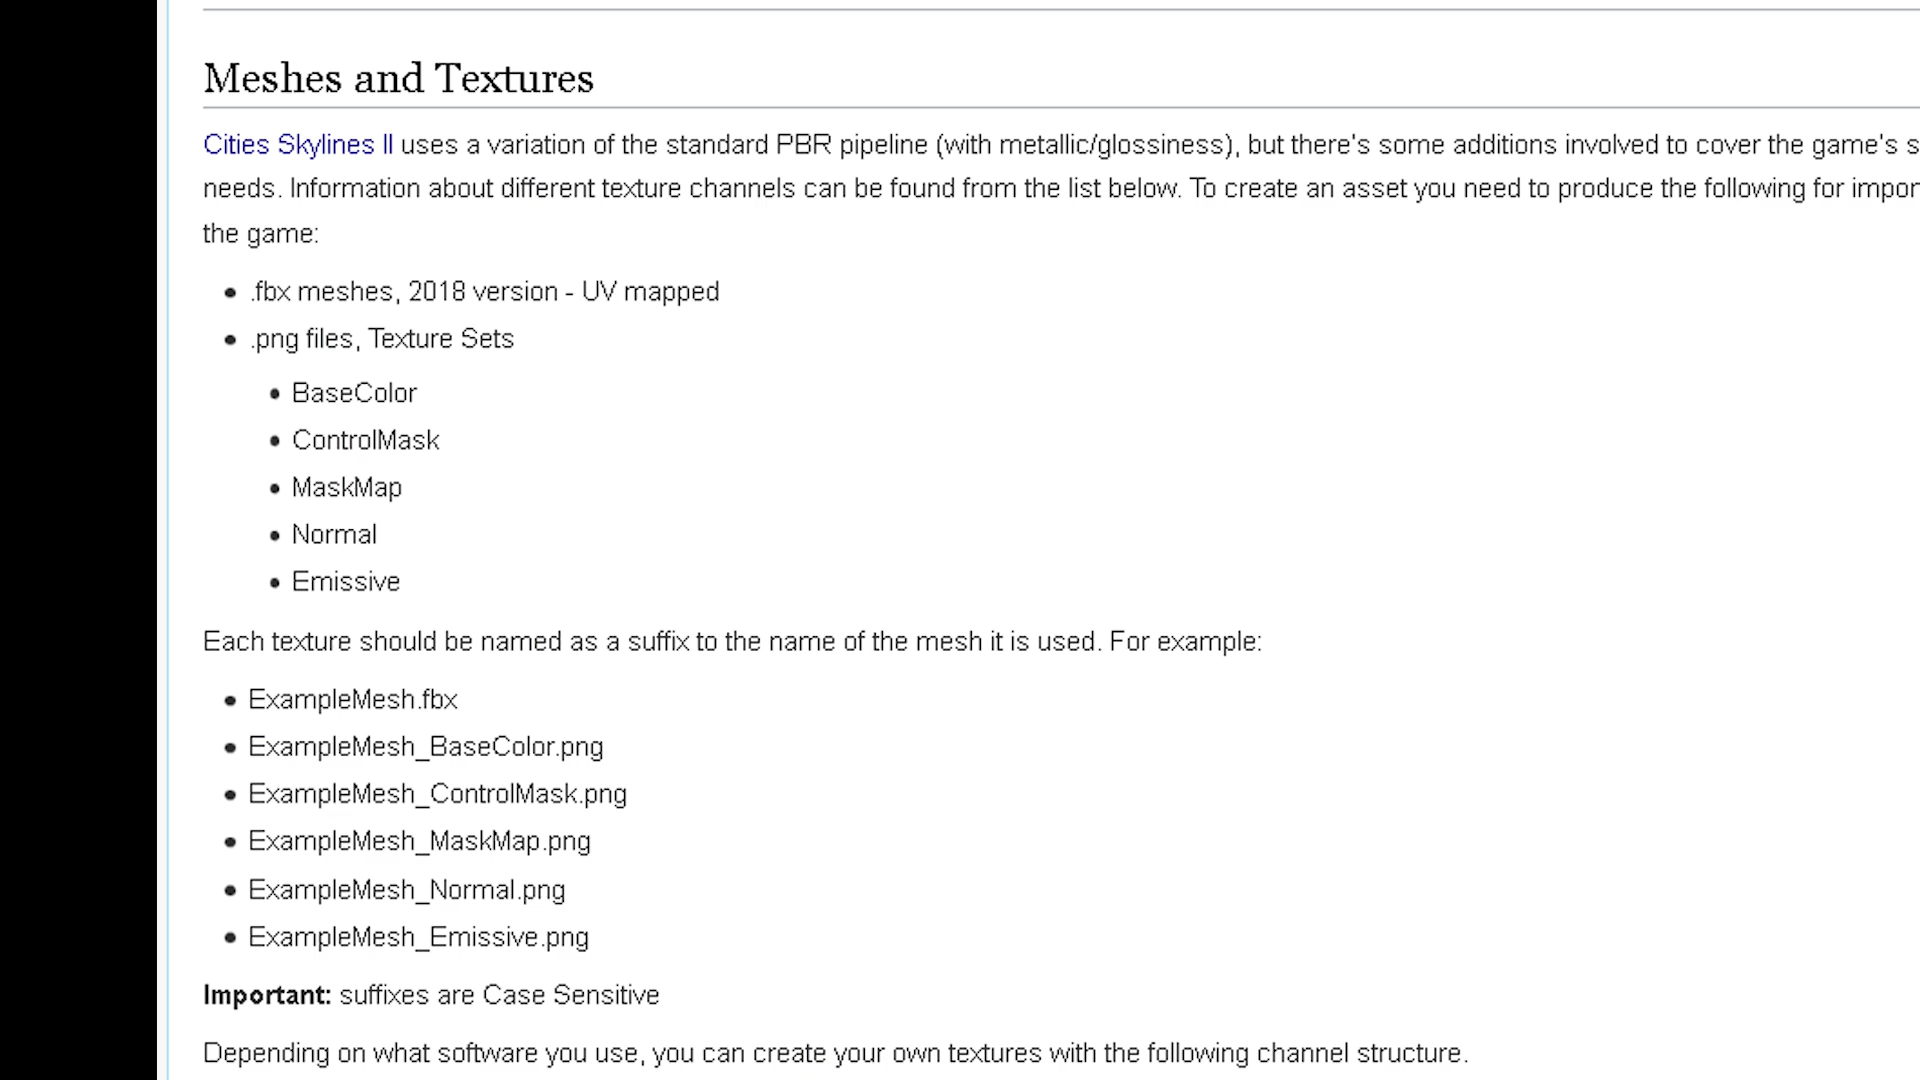 Meshes and Textures
Cities Skylines II uses a variation of the standard PBR pipeline (with metallic/glossiness), but there's some additions involved to cover the game's
needs. Information about different texture channels can be found from the list below. To create an asset you need to produce the following for
the game:
.fbx meshes, 2018 version - UV mapped
.png files, Texture Sets
BaseColor
ControlMask
MaskMap
Normal
Emissive
Each texture should be named as a suffix to the name of the mesh it is used. For example:
ExampleMesh.fbx
ExampleMesh_BaseColor.png
ExampleMesh_ControlMask.png
ExampleMesh_MaskMap.png
ExampleMesh_Normal.png
ExampleMesh_Emissive.png
Important: suffixes are Case Sensitive
Depending on what software you use, you can create your own textures with the following channel structure.